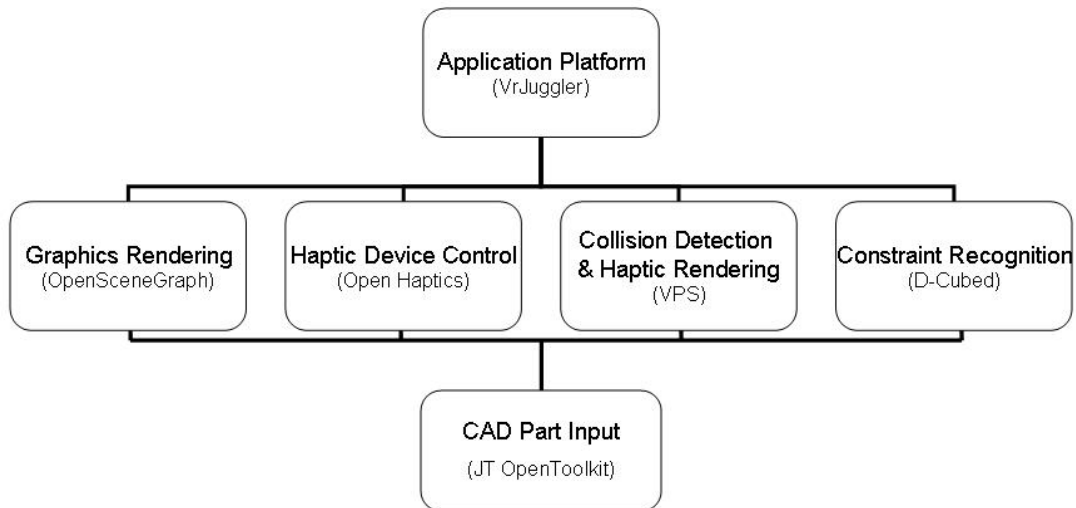 Application Platform
(VrJuggler)
Graphics Rendering
(OpenSceneGraph)
Haptic Device Control
(Open Haptics)
Collision Detection
& Haptic Rendering
(VPS)
Constraint Recognition
(D-Cubed)
CAD Part Input
(JT OpenToolkit)